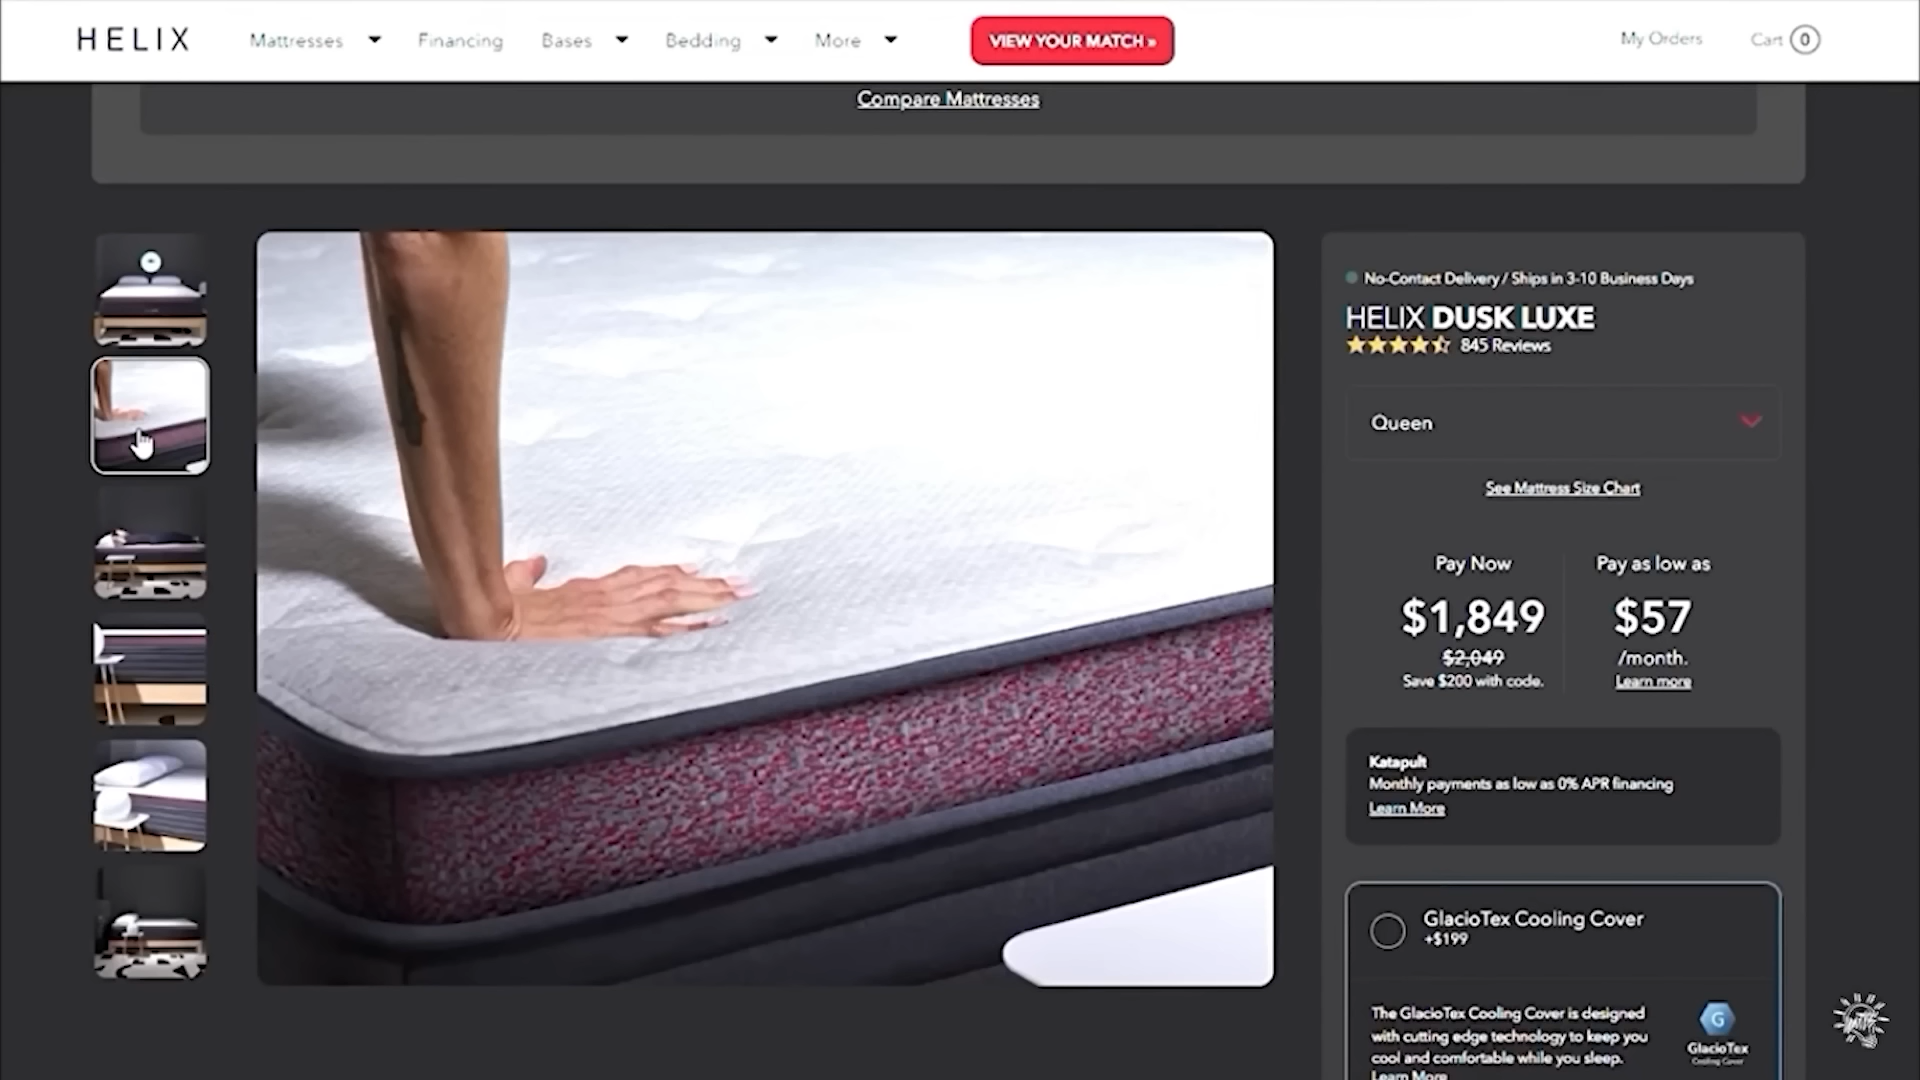 HELIX
Mattresses
Financing
Bases
Bedding
More
VIEW YOUR MATCH »
My Orders
Cart 0
Compare Mattresses
No-Contact Delivery / Ships in 3-10 Business Days
HELIX DUSK LUXE
845 Reviews
Queen
See Mattress Size Chart
Pay Now
$1,849
$2,049
Save $200 with code.
Pay as low as
$57
/month.
Learn more
Katapult
Monthly payments as low as 0% APR financing
Learn More
GlacioTex Cooling Cover
+$199
The GlacioTex Cooling Cover is designed
with cutting edge technology to keep you
cool and comfortable while you sleep.
Learn More
G
GlacioTex
Cooling Cover